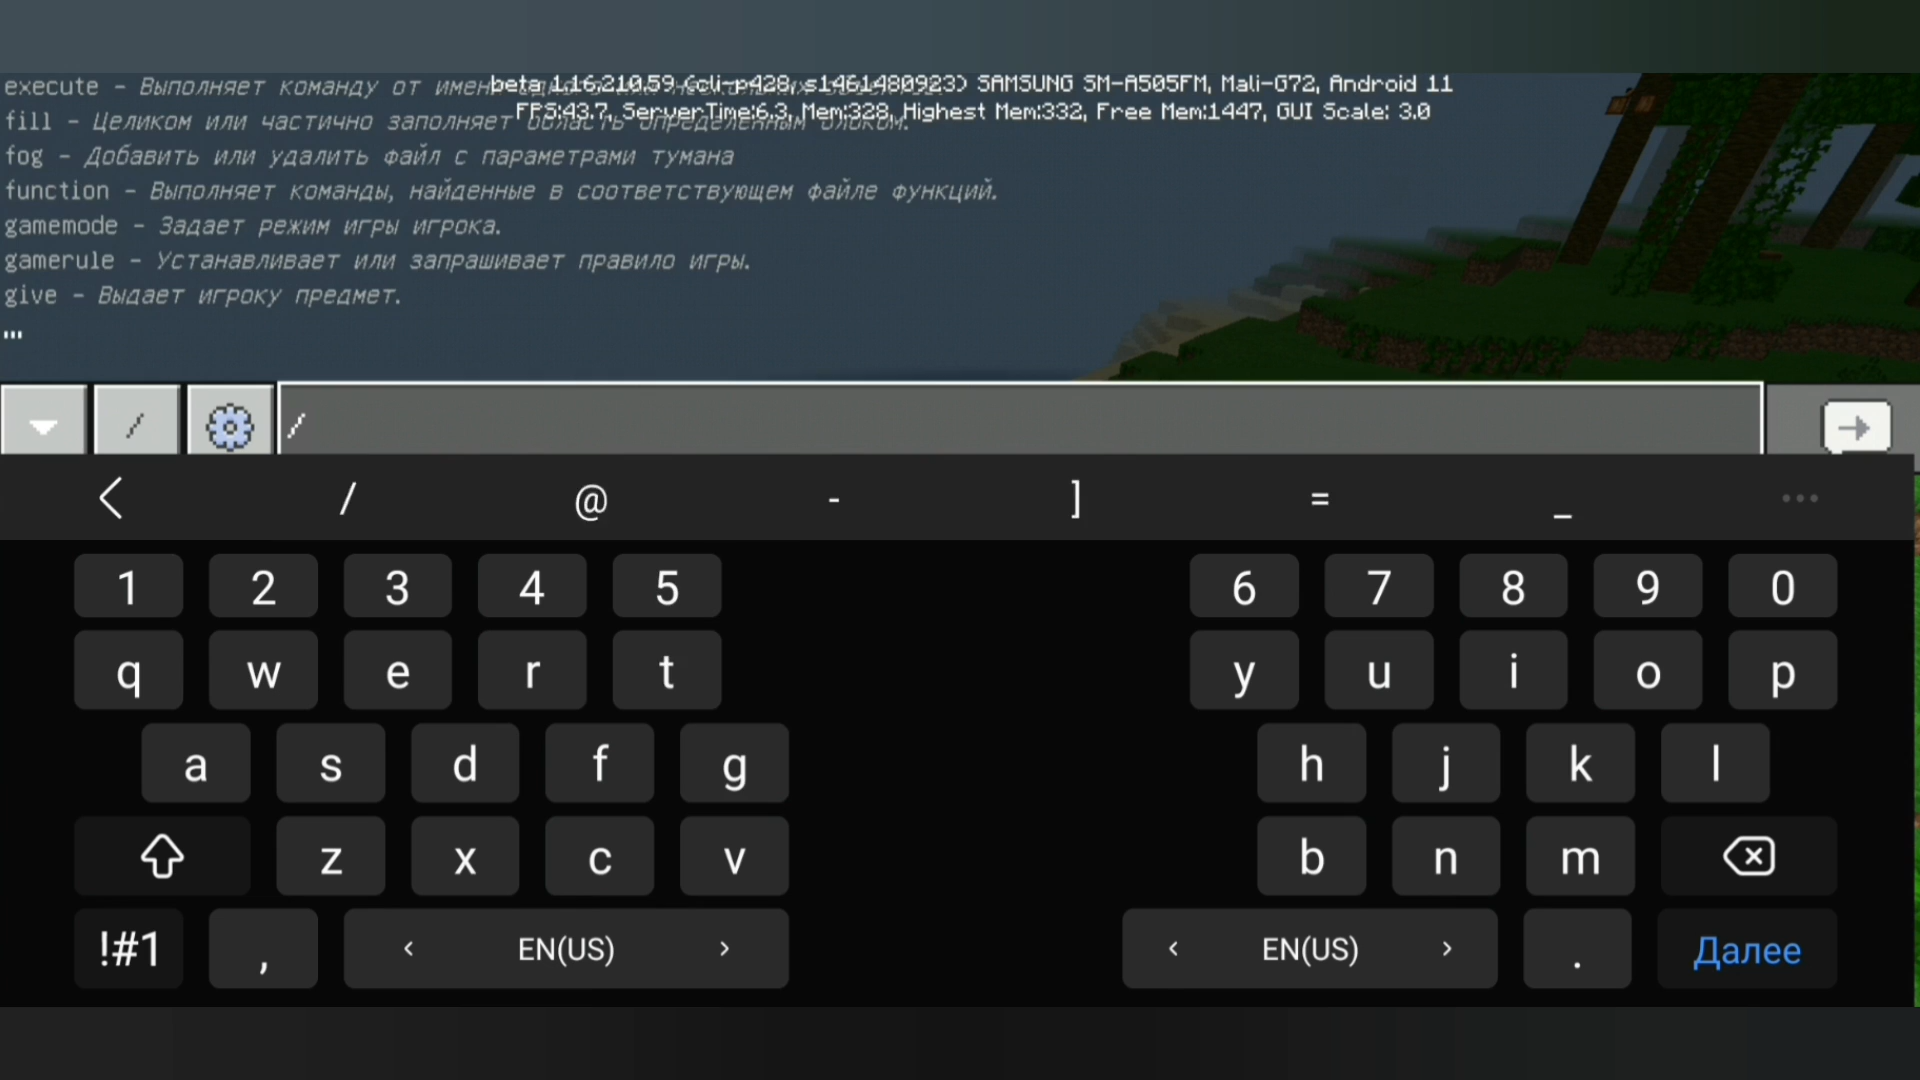 execute - Выполняет команду от имени
beta 1.16.210.59 (cli-p428, s1461480923) SAMSUNG SM-A505FM, Mali-G72, Android 11
fill - Целиком или частично заполняет область определенным блоком.
FPS:43.7, ServerTime:6.3, Mem:328, Highest Mem:332, Free Mem:1447, GUI Scale: 3.0
fog - Добавить или удалить файл с параметрами тумана
function - Выполняет команды, найденные в соответствующем файле функций.
gamemode - Задает режим игры игрока.
gamerule - Устанавливает или запрашивает правило игры.
give - Выдает игроку предмет.
...
/ /
/ @ - ] = _ ...
1 2 3 4 5 6 7 8 9 0
q w e r t y u i o p
a s d f g h j k l
z x c v b n m
!#1 , < EN(US) > < EN(US) > . Далее